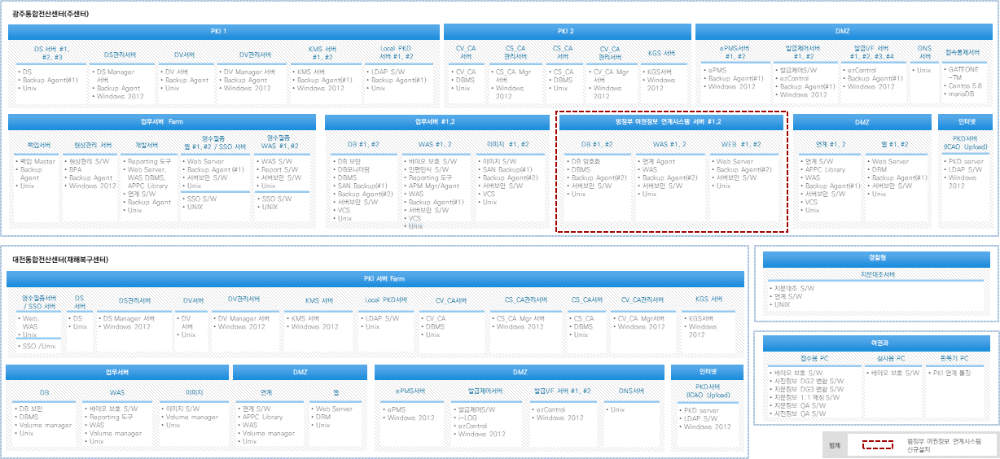 광주통합전산센터(주센터)
PKI 1
DS 서버 #1,
#2, #3
• DS
• Backup Agent(#1)
• Unix
DS관리서버
• DS Manager
서버
• Backup Agent
• Windows 2012
DV서버
• DV 서버
• Backup Agent
• Unix
DV관리서버
• DV Manager 서버
• Backup Agent
• Windows 2012
KMS 서버
#1, #2
• KMS 서버
• Backup Agent(#1)
• Windows 2012
Local PKD
서버 #1, #2
• LDAP S/W
• Backup Agent(#1)
• Unix
PKI 2
CV_CA
서버
• CV_CA
• DBMS
• Unix
CS_CA
관리서버
• CS_CA Mgr
서버
• Windows
2012
CS_CA
서버
• CS_CA
• DBMS
• Unix
CV_CA
관리서버
• CV_CA Mgr
서버
• Windows
2012
KGS 서버
• KGS서버
• Windows
2012
DMZ
ePMS서버
#1, #2
• ePMS
• Backup Agent(#1)
• Windows 2012
발급제어서버
#1, #2
• 발급제어S/W
• ezControl
• Backup Agent(#1)
• Windows 2012
발급I/F 서버
#1, #2, #3, #4
• ezControl
• Backup Agent(#1)
• Windows 2012
DNS
서버
• Unix
접속통제서버
• GATEONE
-TM
• Centos 5.8
• mariaDB
업무서버 Farm
백업서버
• 백업 Master
• Backup
Agent
• Unix
형상관리 서버
• 형상관리 S/W
• BPA
• Backup Agent
• Windows 2012
개발서버
• Reporting 도구
• Web Server,
WAS DBMS,
APPC Library
• 연계 S/W
• Backup Agent
• Unix
영수필증
웹 #1, #2 / SSO 서버
• Web Server
• Backup Agent (#1)
• 서버보안 S/W
• Unix
• SSO S/W
• UNIX
영수필증
WAS #1, #2
• WAS S/W
• Report S/W
• 서버보안 S/W
• Unix
• SSO S/W
• UNIX
업무서버 #1,2
DB #1, #2
• DB 보안
• DB모니터링
• DBMS
• SAN Backup(#1)
• Backup Agent(#2)
• 서버보안 S/W
• VCS
• Unix
WAS #1, #2
• 바이오 보호 S/W
• 안면인식 S/W
• Reporting 도구
• APM Mgr/Agent
• WAS
• Backup Agent(#1)
• 서버보안 S/W
• VCS
• Unix
이미지 #1, #2
• 이미지 S/W
• SAN Backup(#1)
• Backup Agent(#2)
• 서버보안 S/W
• VCS
• Unix
범정부 여권정보 연계시스템 서버 #1,2
DB #1, #2
• DB 암호화
• DBMS
• Backup Agent(#2)
• 서버보안 S/W
• Unix
WAS #1, #2
• 연계 Agent
• WAS
• Backup Agent(#2)
• 서버보안 S/W
• Unix
WEB #1, #2
• Web Server
• Backup Agent(#2)
• 서버보안 S/W
• Unix
DMZ
연계 #1, 2
• 연계 S/W
• APPC Library
• WAS
• Backup Agent(#1)
• 서버보안 S/W
• VCS
• Unix
웹 #1, #2
• Web Server
• DRM
• Backup Agent(#1)
• 서버보안 S/W
• Unix
인터넷
PKD서버
(ICAO Upload)
• PKD server
• LDAP S/W
• Windows
2012
대전통합전산센터(재해복구센터)
PKI 서버 Farm
영수필증서버
/ SSO 서버
• Web,
WAS
• Unix
• SSO /Unix
DS
서버
• DS
• Unix
DS관리서버
• DS Manager 서버
• Windows 2012
DV서버
• DV
서버
• Unix
DV관리서버
• DV Manager 서버
• Windows 2012
KMS 서버
• KMS 서버
• Windows 2012
Local PKD서버
• LDAP S/W
• Unix
CV_CA서버
• CV_CA
• DBMS
• Unix
CS_CA관리서버
• CS_CA Mgr 서버
• Windows 2012
CS_CA서버
• CS_CA
• DBMS
• Unix
CV_CA관리서버
• CV_CA Mgr서버
• Windows 2012
KGS 서버
• KGS서버
• Windows
2012
업무서버
DB
• DB 보안
• DBMS
• Volume manager
• Unix
WAS
• 바이오 보호 S/W
• Reporting 도구
• WAS
• Volume manager
• Unix
이미지
• 이미지 S/W
• Volume manager
• Unix
DMZ
연계
• 연계 S/W
• APPC Library
• WAS
• Volume manager
• Unix
웹
• Web Server
• DRM
• Unix
DMZ
ePMS서버
• ePMS
• Windows 2012
발급제어서버
• 발급제어S/W
• i-LOG
• ezControl
• Windows 2012
발급I/F 서버 #1, #2
• ezControl
• Windows 2012
DNS서버
• Unix
인터넷
PKD서버
(ICAO Upload)
• PKD server
• LDAP S/W
• Windows 2012
경찰청
지문대조서버
• 지문대조 S/W
• 연계 S/W
• UNIX
여권과
접수용 PC
• 바이오 보호 S/W
• 사진정보 DG2 변환 S/W
• 지문정보 DG3 변환 S/W
• 지문정보 1:1 매칭 S/W
• 지문정보 QA S/W
• 사진정보 QA S/W
심사용 PC
• 바이오 보호 S/W
판독기 PC
• PKI 연계 툴킷
범례
범정부 여권정보 연계시스템
신규설치